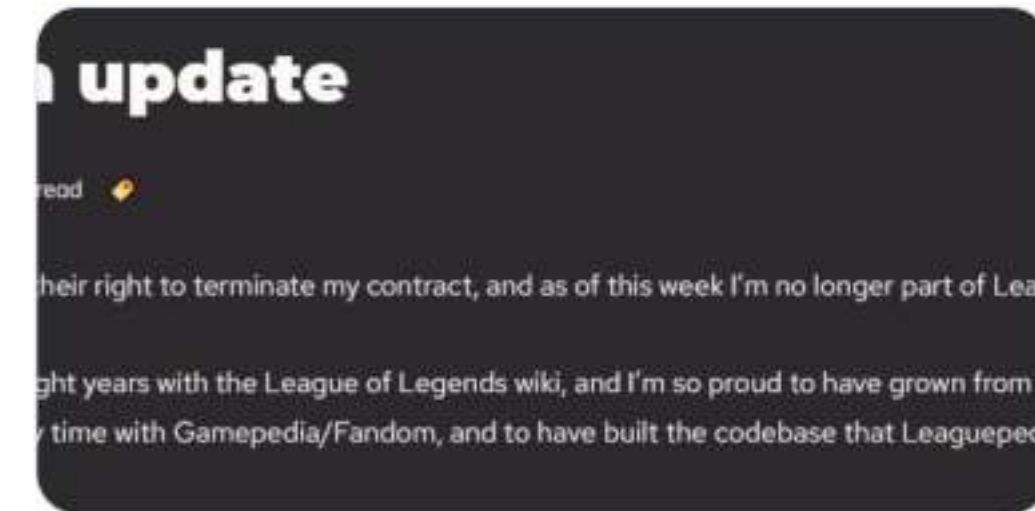 update
read
their right to terminate my contract, and as of this week I'm no longer part of Lea
ght years with the League of Legends wiki, and I'm so proud to have grown from
y time with Gamepedia/Fandom, and to have built the codebase that Leagueped